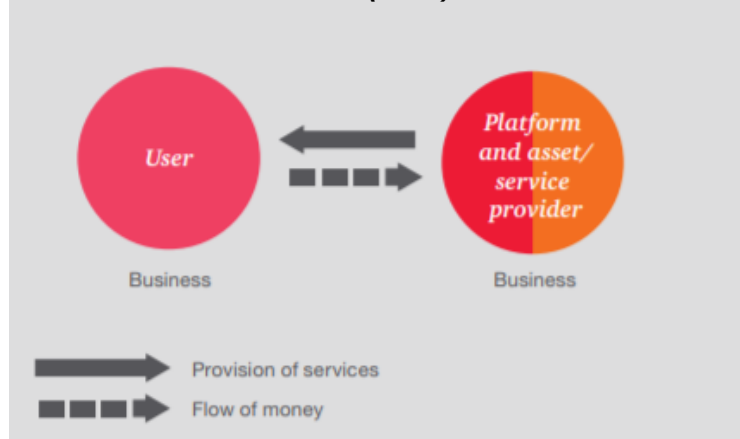 User
Platform
and asset/
service
provider
Business
Business
Provision of services
Flow of money